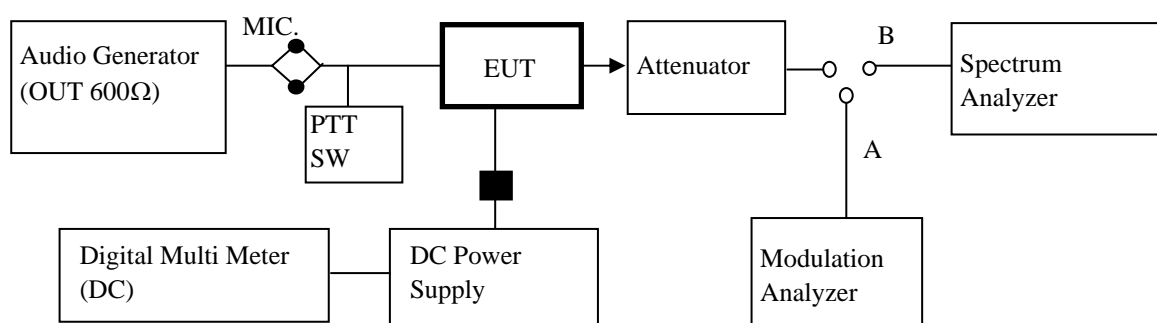 MIC.
Audio Generator
(OUT 600Ω)
PTT
SW
EUT
Attenuator
B
Spectrum
Analyzer
A
Digital Multi Meter
(DC)
DC Power
Supply
Modulation
Analyzer